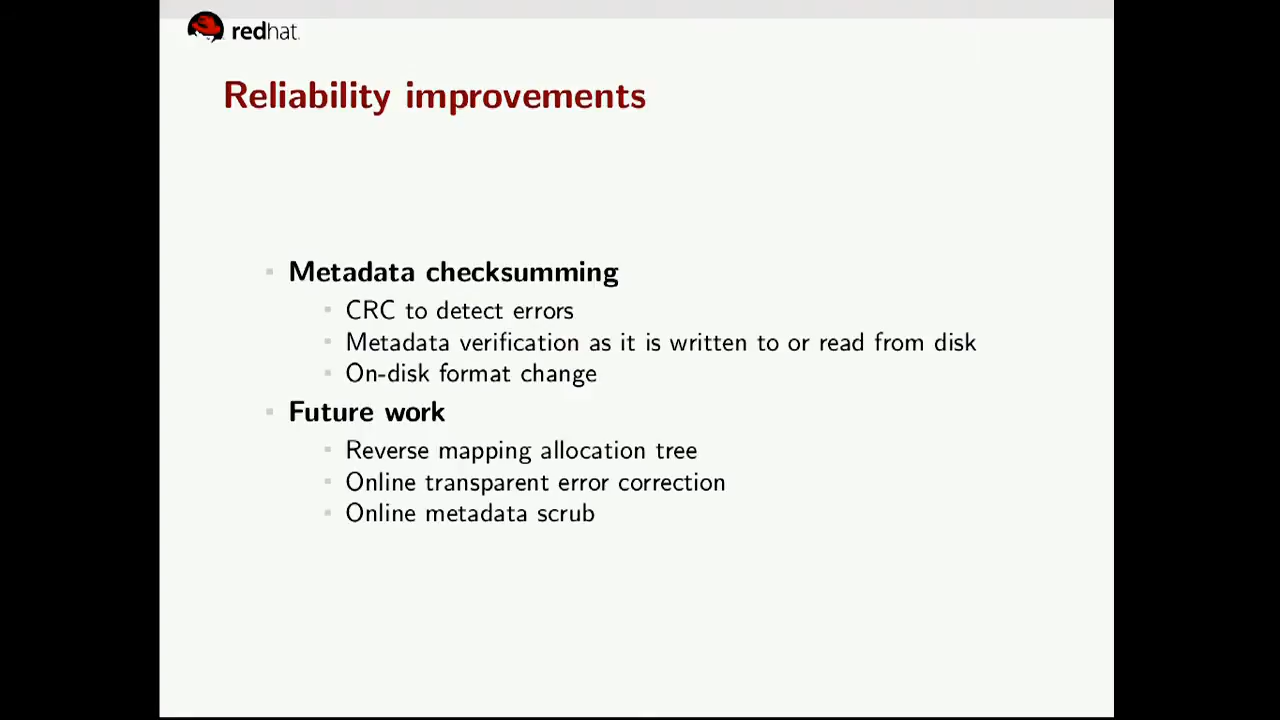 redhat.
Reliability improvements
Metadata checksumming
CRC to detect errors
Metadata verification as it is written to or read from disk
On-disk format change
Future work
Reverse mapping allocation tree
Online transparent error correction
Online metadata scrub